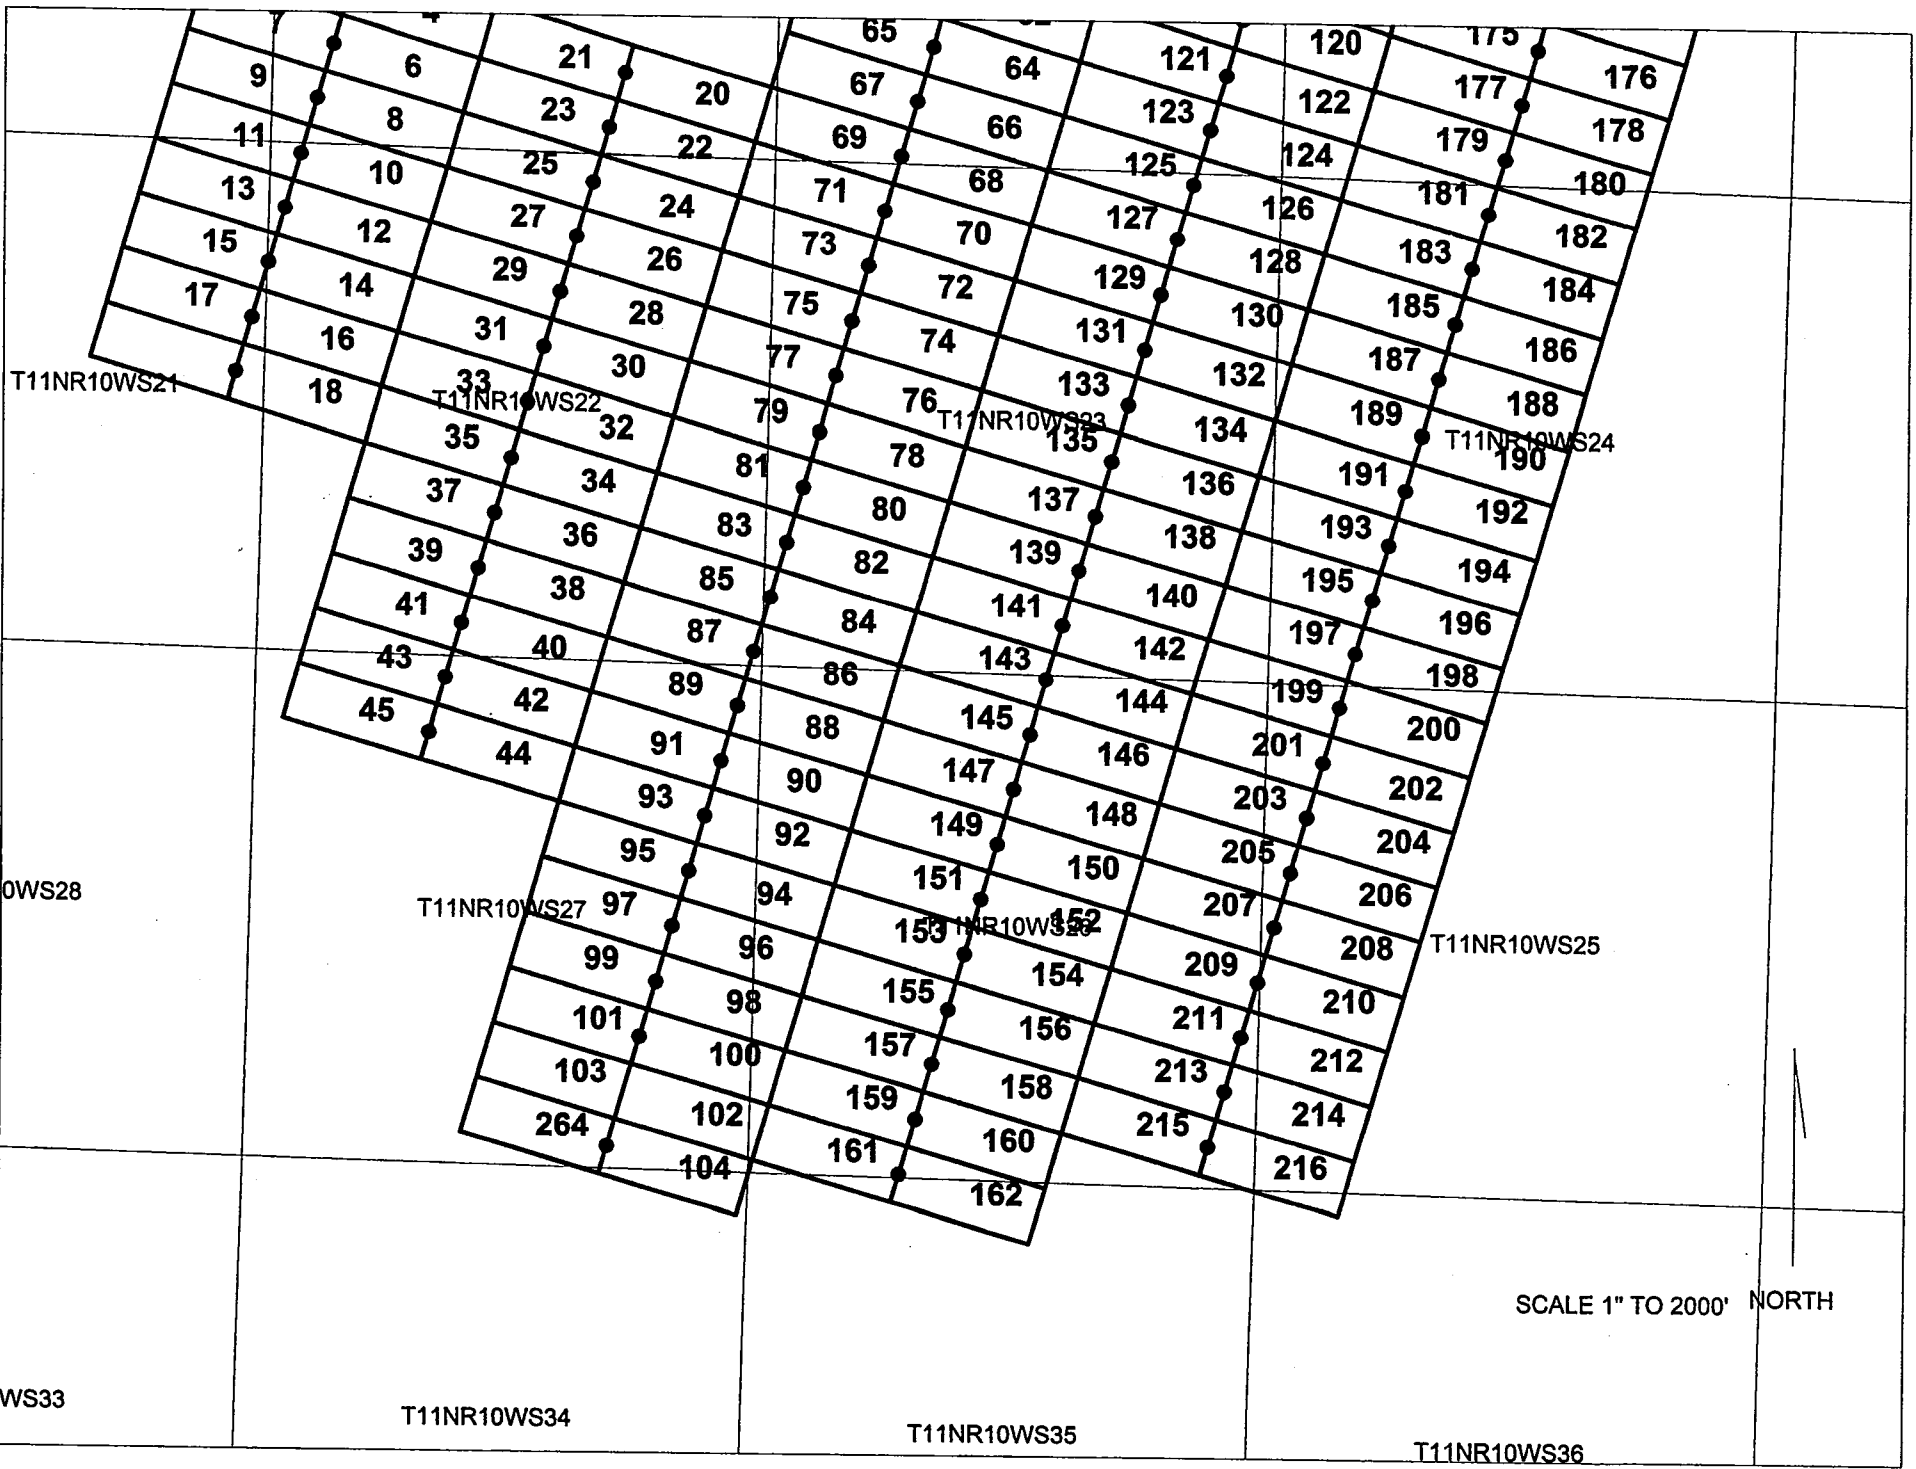 7 4 65 62 121 120 175 176
9 6 21 20 67 64 123 122 177 178
11 8 23 22 69 66 125 124 179 180
13 10 25 24 71 68 127 126 181 182
15 12 27 26 73 70 129 128 183 184
17 14 29 28 75 72 131 130 185 186
16 31 30 77 74 133 132 187 188
18 33 32 79 76 135 134 189 190
T11NR10WS21 T11NR10WS22 T11NR10WS23 T11NR10WS24
35 34 81 78 137 136 191 192
37 36 83 80 139 138 193 194
39 38 85 82 141 140 195 196
41 40 87 84 143 142 197 198
43 42 89 86 145 144 199 200
45 44 91 88 147 146 201 202
93 90 149 148 203 204
95 92 151 150 205 206
97 94 153 152 207 208
0WS28 T11NR10WS27 T11NR10WS26 T11NR10WS25
99 96 155 154 209 210
101 98 157 156 211 212
103 100 159 158 213 214
264 102 161 160 215 216
104 162
SCALE 1" TO 2000' NORTH
WS33 T11NR10WS34 T11NR10WS35 T11NR10WS36